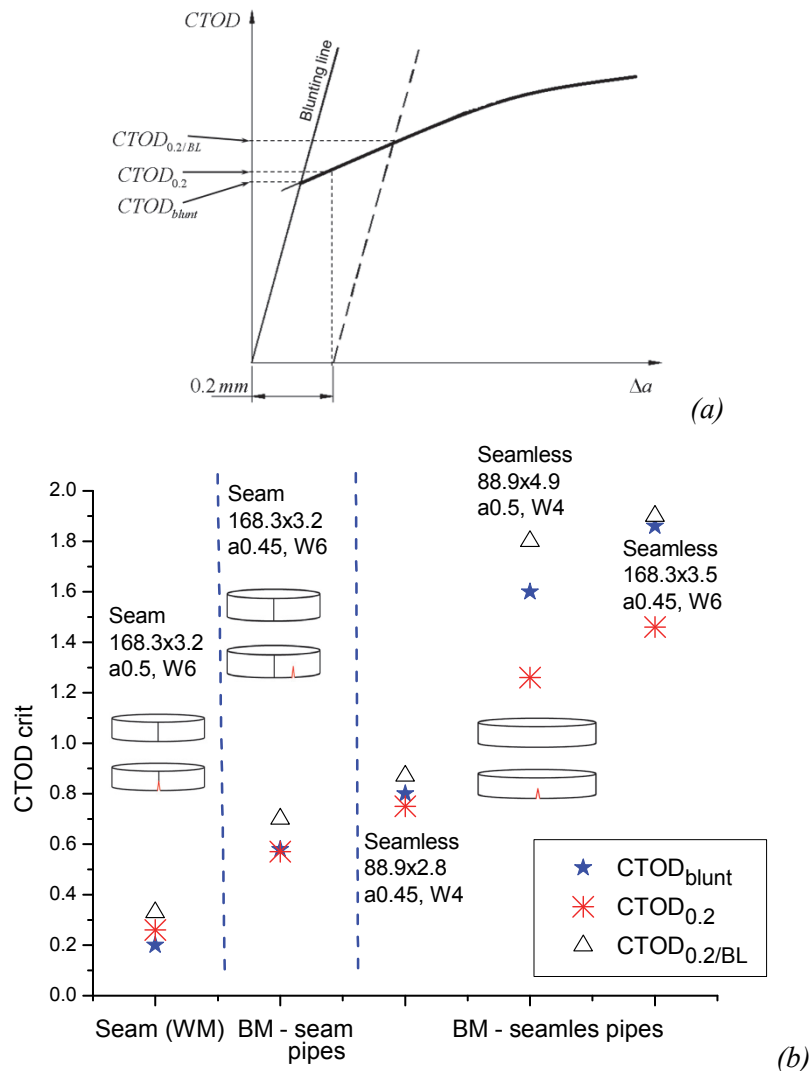 CTOD
Blunting line
CTOD0.2/BL
CTOD0.2
CTODblunt
0.2 mm
Δa
(a)
CTOD crit
2.0
1.8
1.6
1.4
1.2
1.0
0.8
0.6
0.4
0.2
0.0
Seam
168.3x3.2
a0.5, W6
Seam
168.3x3.2
a0.45, W6
Seamless
88.9x2.8
a0.45, W4
Seamless
88.9x4.9
a0.5, W4
Seamless
168.3x3.5
a0.45, W6
CTODblunt
CTOD0.2
CTOD0.2/BL
Seam (WM)
BM - seam
pipes
BM - seamles pipes
(b)